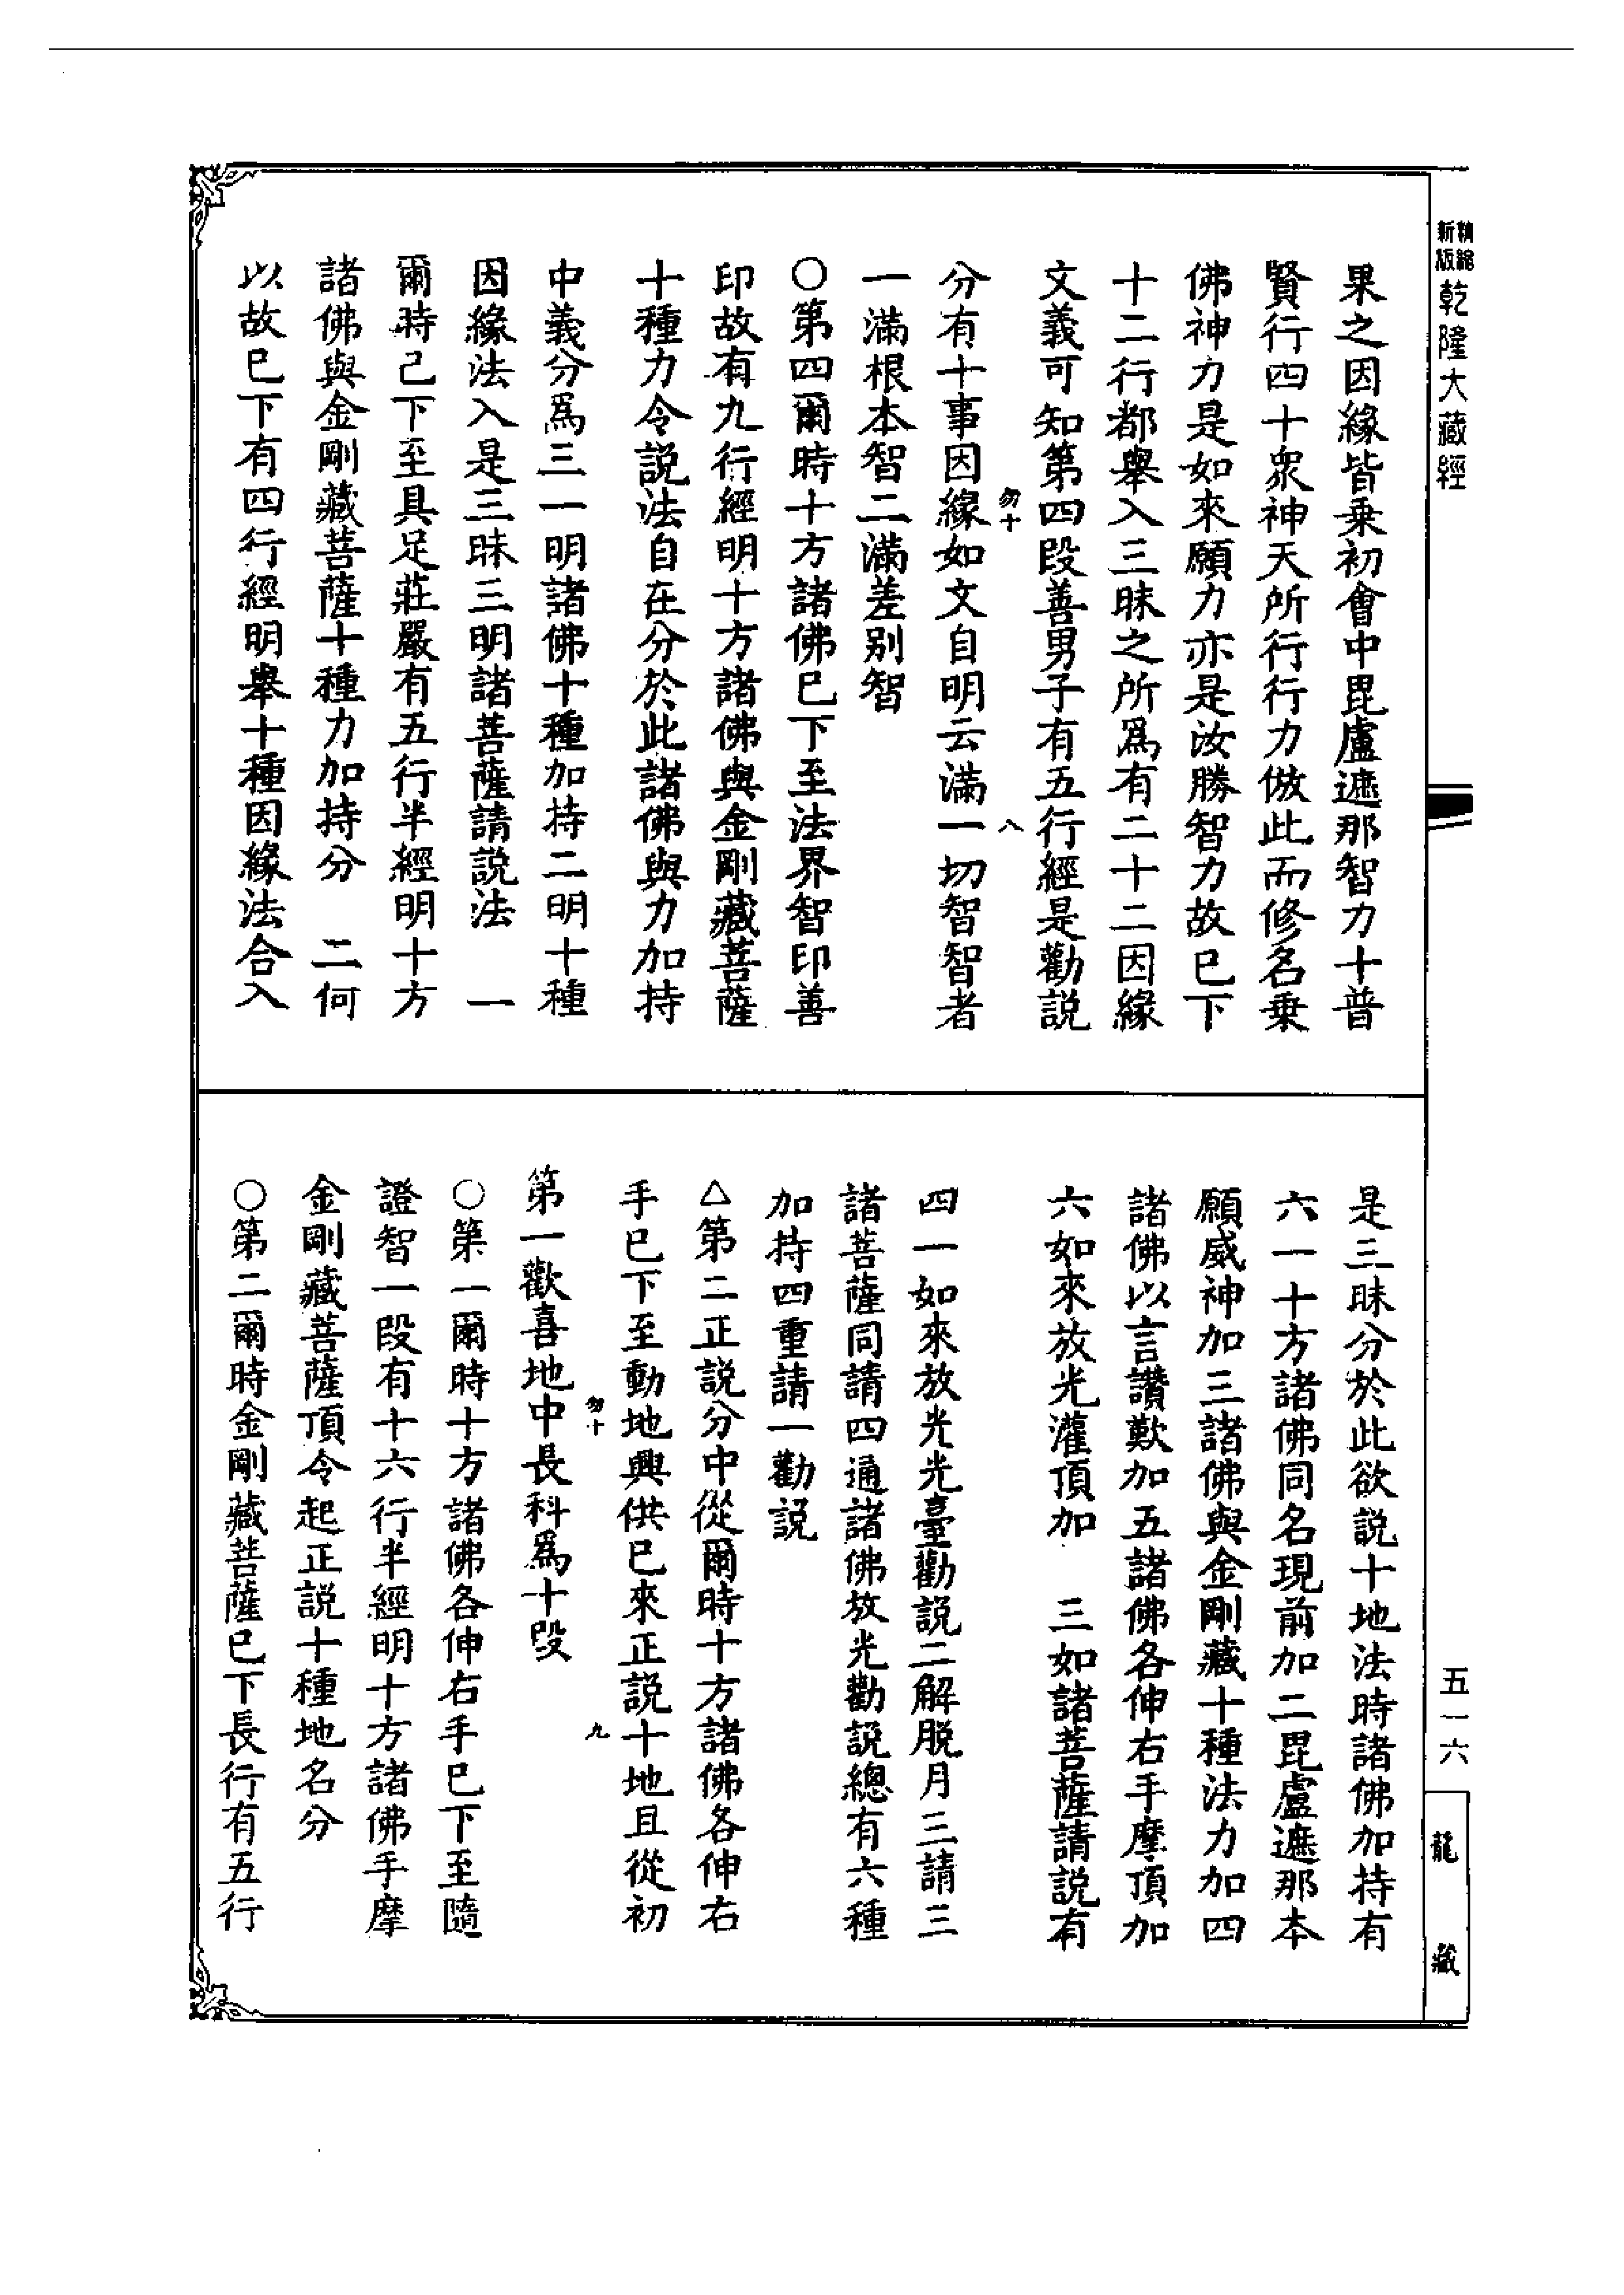 新版
精縮
乾隆大藏經
果之因緣皆乗初會中毘盧遮那智力十普
賢行四十衆神天所行行力倣此而修名乗
佛神力是如來願力亦是汝勝智力故已下
十二行都舉入三昧之所爲有二十二因緣
文義可知第四段善男子有五行經是勸説
勿十
八
分有十事因緣如文自明云滿一切智智者
一滿根本智二滿差别智
○第四爾時十方諸佛已下至法界智印善
印故有九行經明十方諸佛與金剛藏菩薩
十種力令説法自在分於此諸佛與力加持
中義分爲三一明諸佛十種加持二明十種
因緣法入是三昧三明諸菩薩請説法　一
爾時已下至具足莊嚴有五行半經明十方
諸佛與金剛藏菩薩十種力加持分　二何
以故已下有四行經明舉十種因緣法合入
是三昧分於此欲説十地法時諸佛加持有
六一十方諸佛同名現前加二毘盧遮那本
願威神加三諸佛與金剛藏十種法力加四
諸佛以言讚歎加五諸佛各伸右手摩頂加
六如來放光灌頂加　三如諸菩薩請説有
四一如來放光光臺勸説二解脱月三請三
諸菩薩同請四通諸佛放光勸説總有六種
加持四重請一勸説
△第二正説分中從爾時十方諸佛各伸右
手已下至動地興供已來正説十地且從初
勿十
九
第一歡喜地中長科爲十段
○第一爾時十方諸佛各伸右手已下至隨
證智一段有十六行半經明十方諸佛手摩
金剛藏菩薩頂令起正説十種地名分
○第二爾時金剛藏菩薩已下長行有五行
五一六
龍藏